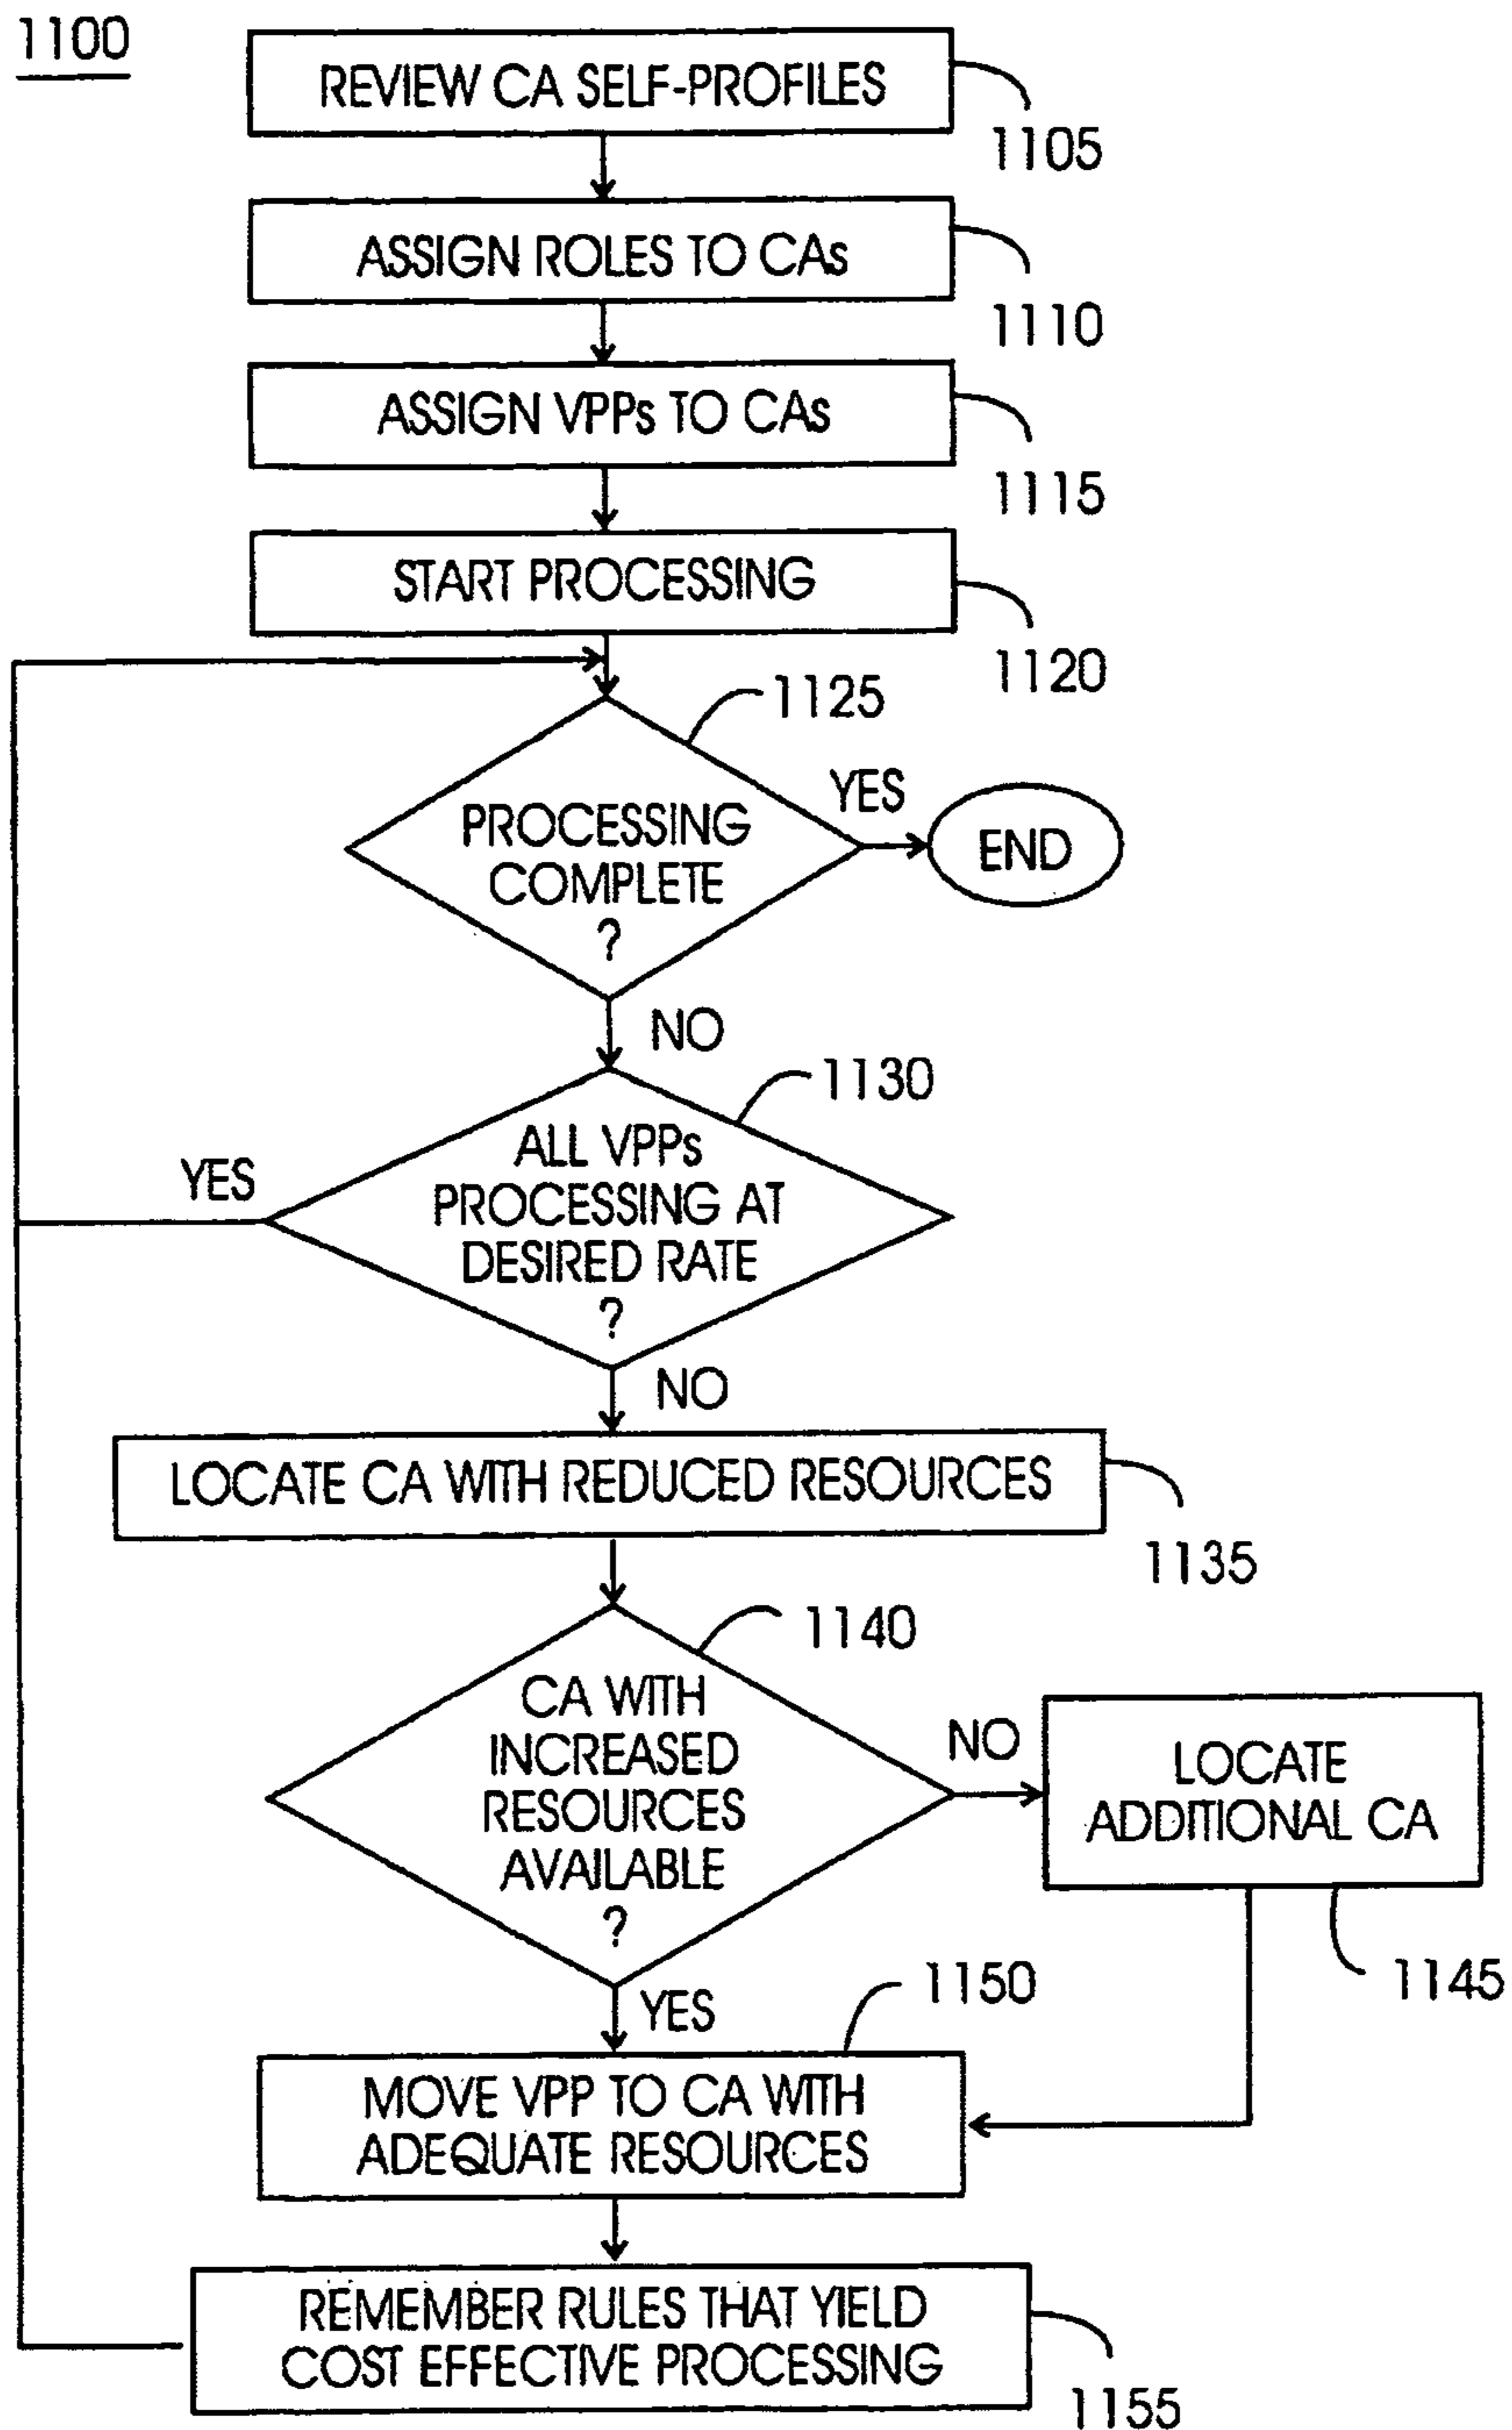 1100
REVIEW CA SELF-PROFILES
1105
ASSIGN ROLES TO CAs
1110
ASSIGN VPPs TO CAs
1115
START PROCESSING
1120
1125
PROCESSING
COMPLETE
?
YES
END
NO
1130
ALL VPPs
PROCESSING AT
DESIRED RATE
?
YES
NO
LOCATE CA WITH REDUCED RESOURCES
1135
1140
CA WITH
INCREASED
RESOURCES
AVAILABLE
?
NO
LOCATE
ADDITIONAL CA
1145
YES
1150
MOVE VPP TO CA WITH
ADEQUATE RESOURCES
REMEMBER RULES THAT YIELD
COST EFFECTIVE PROCESSING
1155